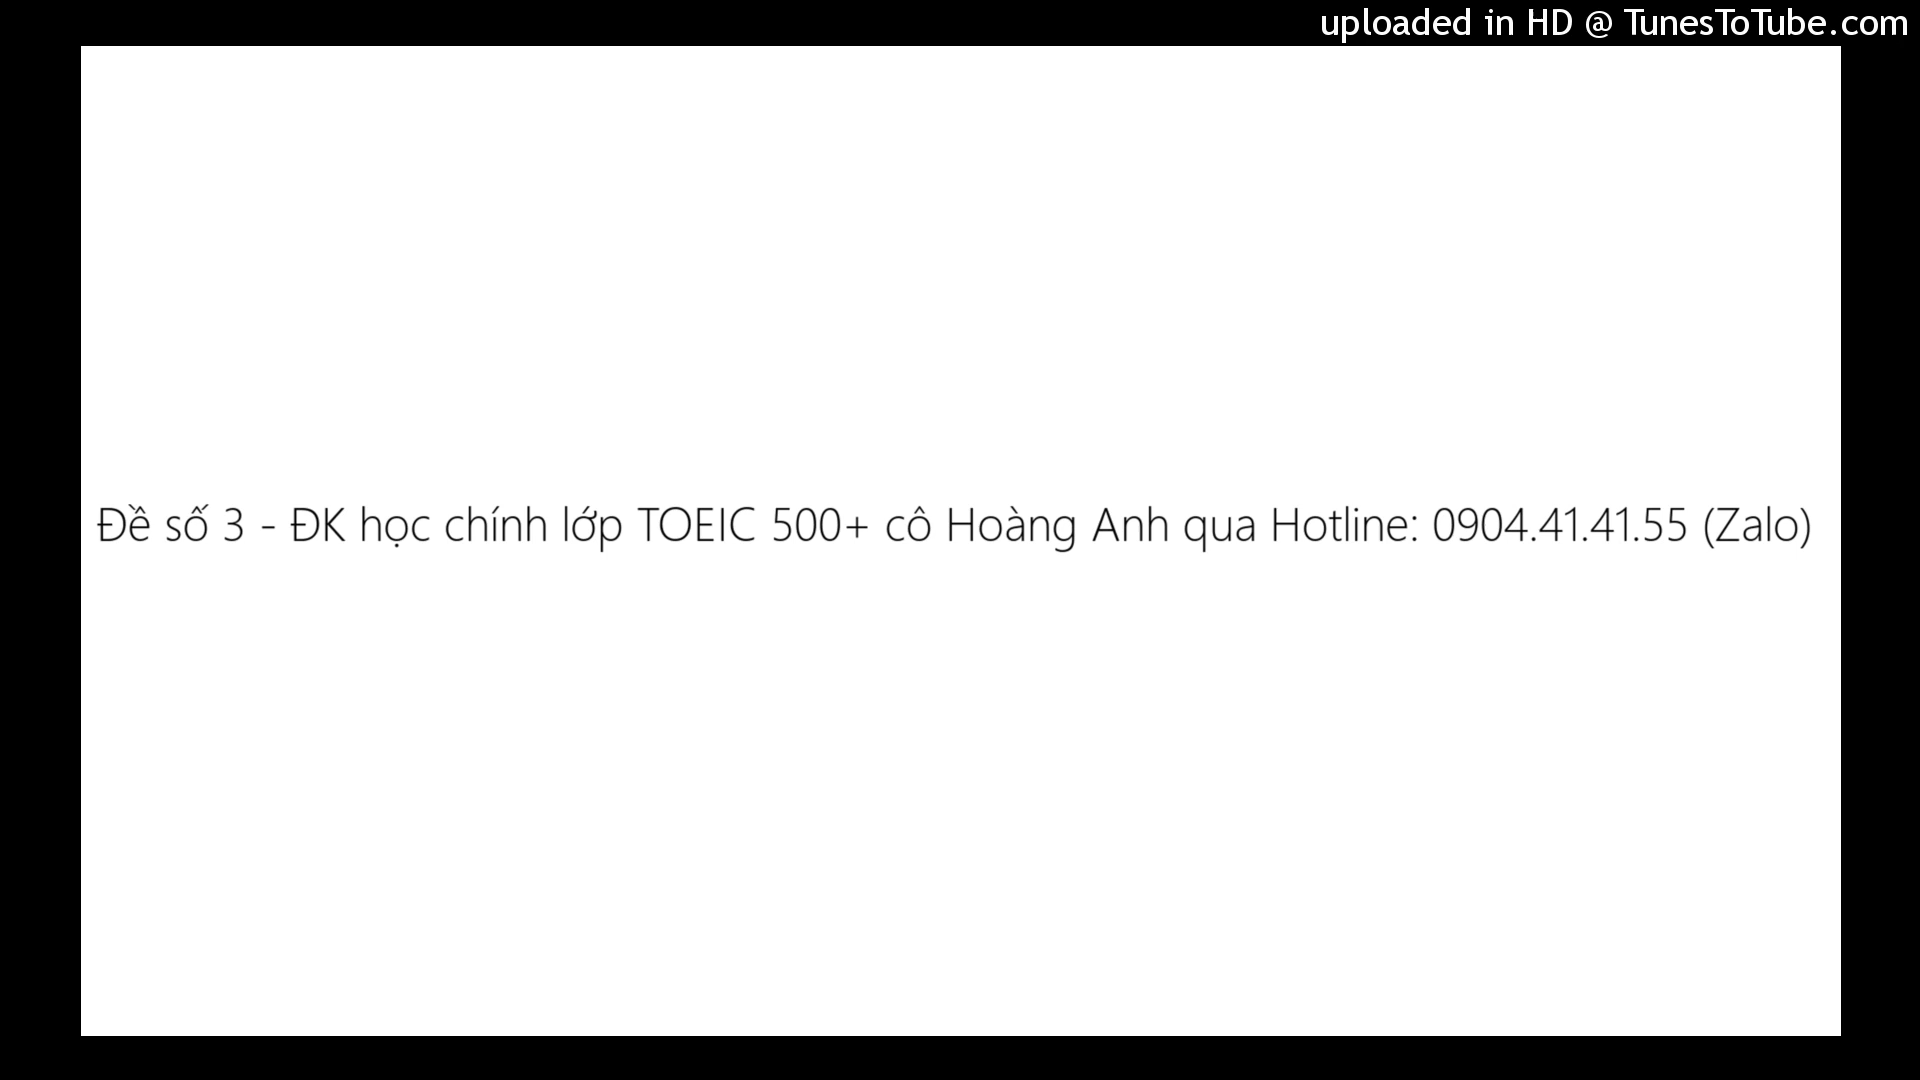 uploaded in HD @ TunesToTube.com
Đề số 3 - ĐK học chính lớp TOEIC 500+ cô Hoàng Anh qua Hotline: 0904.41.41.55 (Zalo)